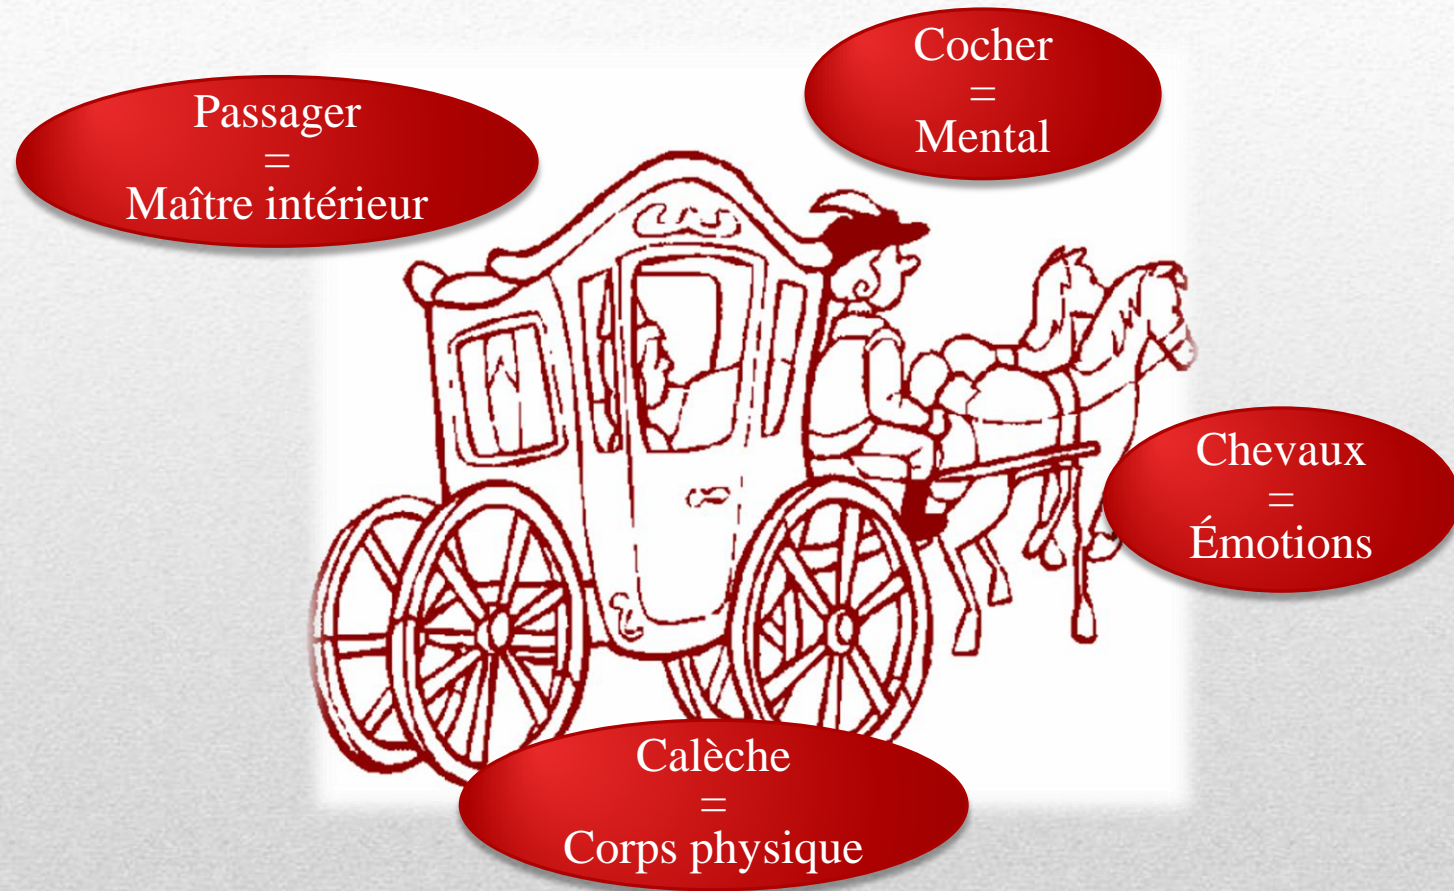 Passager
=
Maître intérieur
Cocher
=
Mental
Chevaux
=
Émotions
Calèche
=
Corps physique